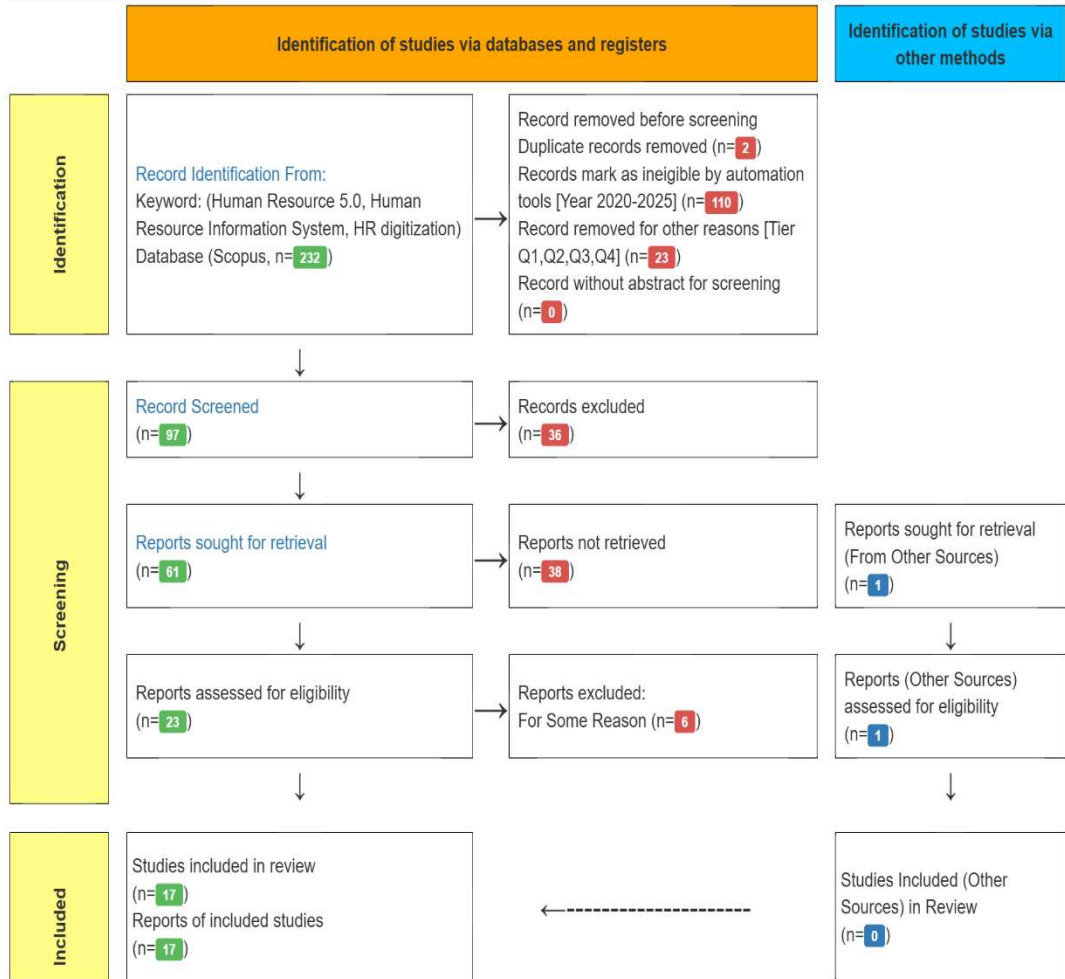 Identification of studies via databases and registers
Identification of studies via
other methods
Identification
Record Identification From:
Keyword: (Human Resource 5.0, Human
Resource Information System, HR digitization)
Database (Scopus, n=232)
Record removed before screening
Duplicate records removed (n=2)
Records mark as ineigible by automation
tools [Year 2020-2025] (n=110)
Record removed for other reasons [Tier
Q1,Q2,Q3,Q4] (n=23)
Record without abstract for screening
(n=0)
Screening
Record Screened
(n=97)
Records excluded
(n=36)
Reports sought for retrieval
(n=61)
Reports not retrieved
(n=38)
Reports sought for retrieval
(From Other Sources)
(n=1)
Reports assessed for eligibility
(n=23)
Reports excluded:
For Some Reason (n=6)
Reports (Other Sources)
assessed for eligibility
(n=1)
Included
Studies included in review
(n=17)
Reports of included studies
(n=17)
Studies Included (Other
Sources) in Review
(n=0)